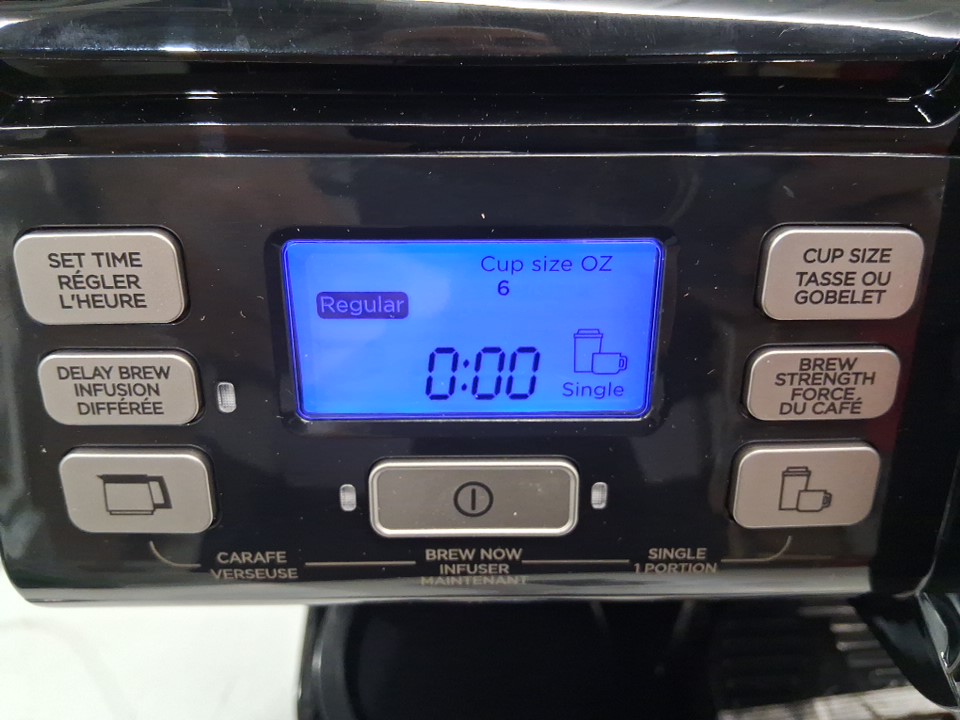 SET TIME
RÉGLER
L'HEURE
DELAY BREW
INFUSION
DIFFÉRÉE
Cup size OZ
6
Regular
0:00
Single
CUP SIZE
TASSE OU
GOBELET
BREW
STRENGTH
FORCE
DU CAFÉ
CARAFE
VERSEUSE
BREW NOW
INFUSER
MAINTENANT
SINGLE
1 PORTION